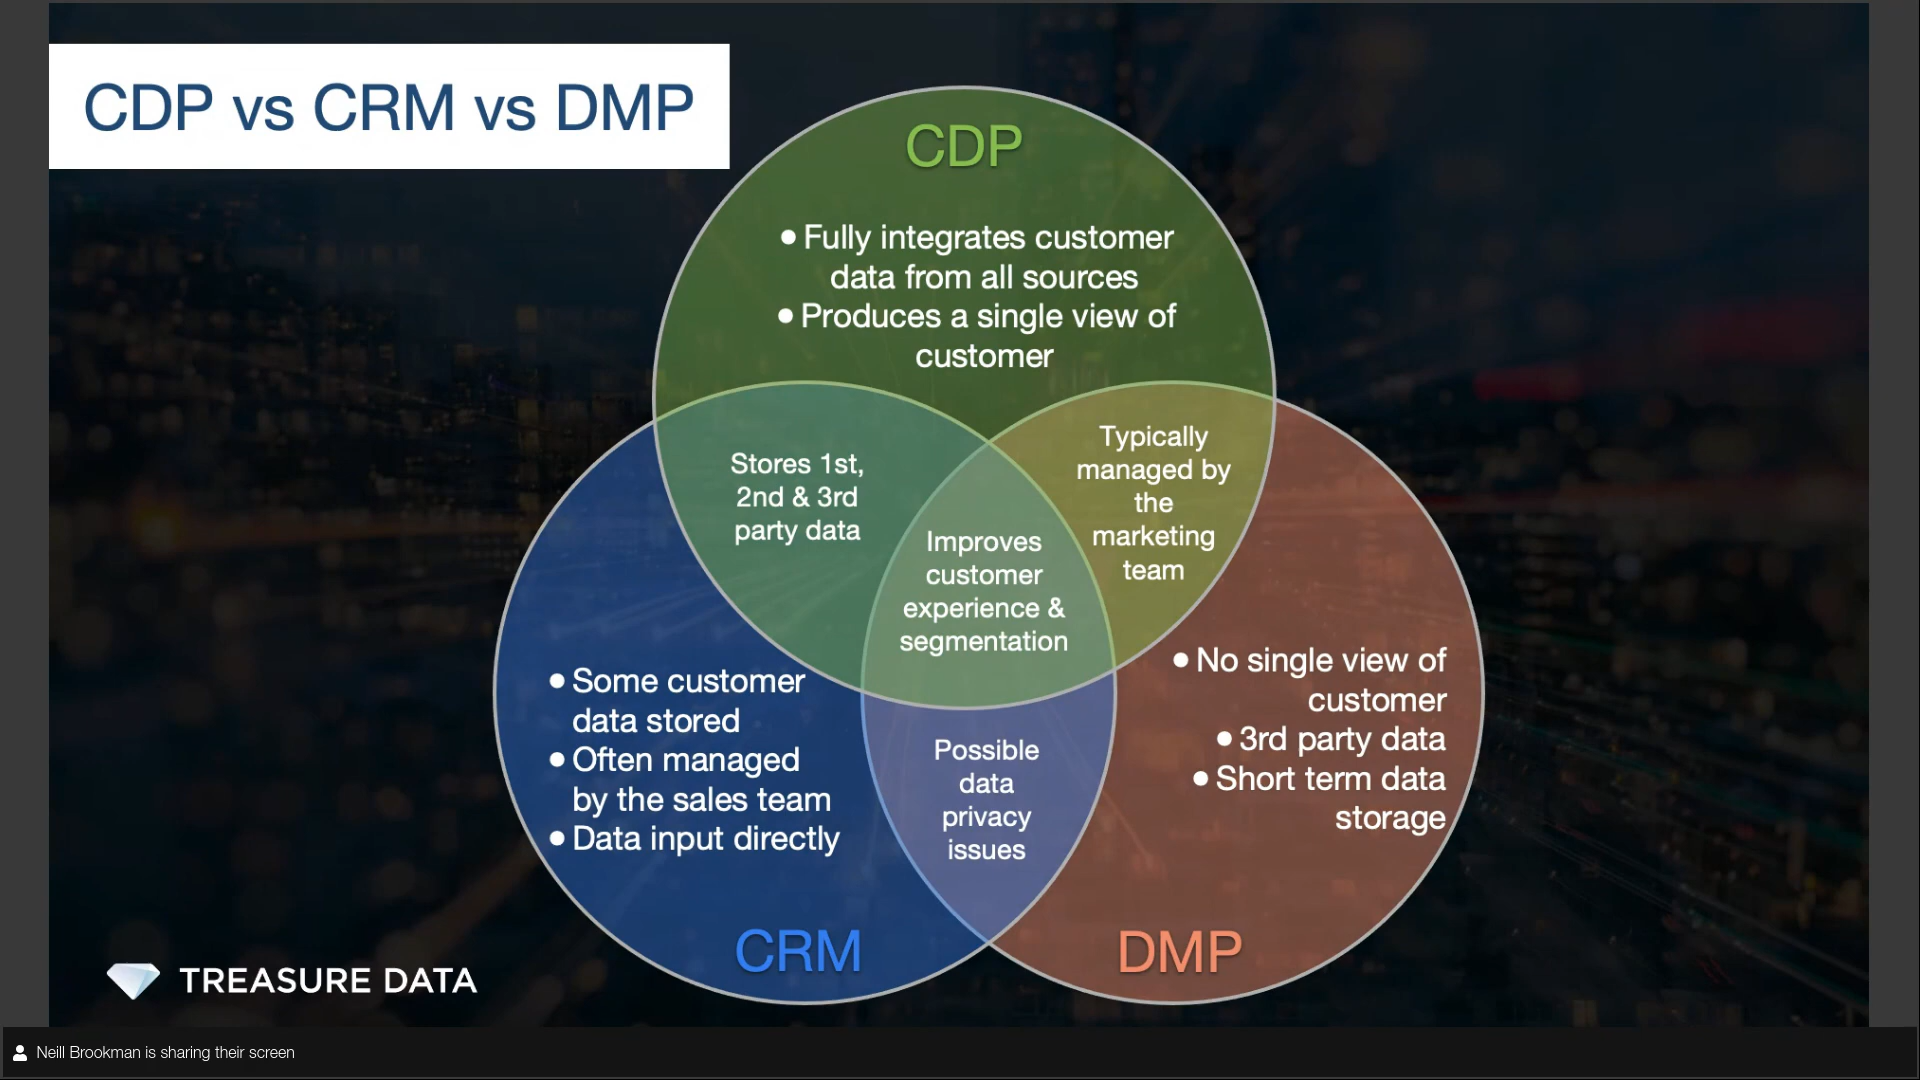 CDP vs CRM vs DMP
CDP
● Fully integrates customer
data from all sources
● Produces a single view of
customer
Stores 1st,
2nd & 3rd
party data
Typically
managed by
the
marketing
team
Improves
customer
experience &
segmentation
● Some customer
data stored
● Often managed
by the sales team
● Data input directly
● No single view of
customer
● 3rd party data
● Short term data
storage
Possible
data
privacy
issues
CRM
DMP
TREASURE DATA
Neill Brookman is sharing their screen